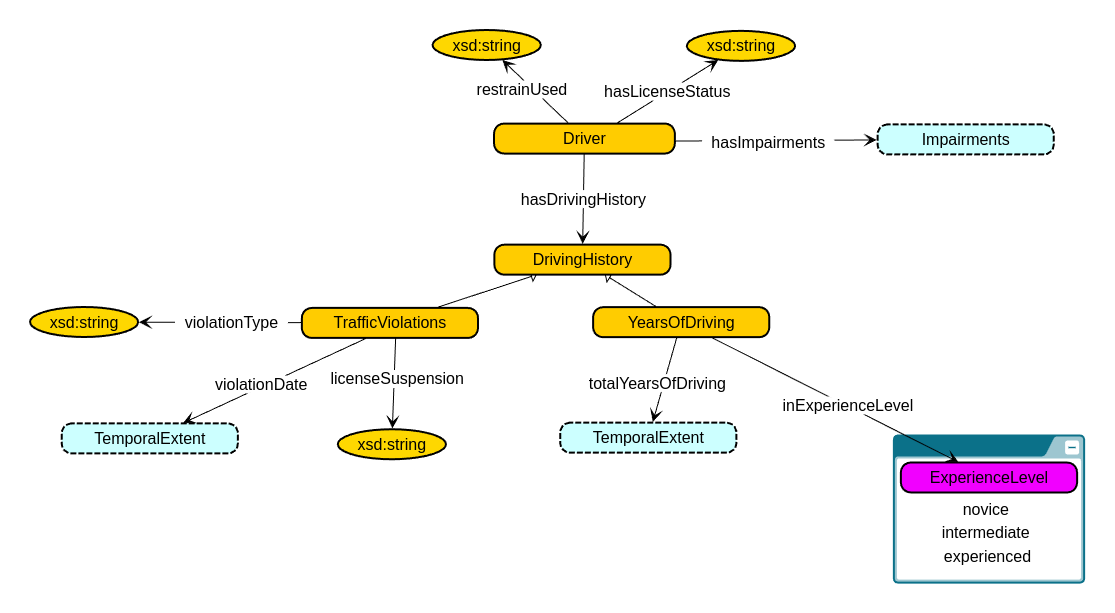 xsd:string
xsd:string
restrainUsed
hasLicenseStatus
Driver
hasImpairments
Impairments
hasDrivingHistory
DrivingHistory
xsd:string
violationType
TrafficViolations
YearsOfDriving
violationDate
licenseSuspension
totalYearsOfDriving
inExperienceLevel
TemporalExtent
xsd:string
TemporalExtent
ExperienceLevel
novice
intermediate
experienced